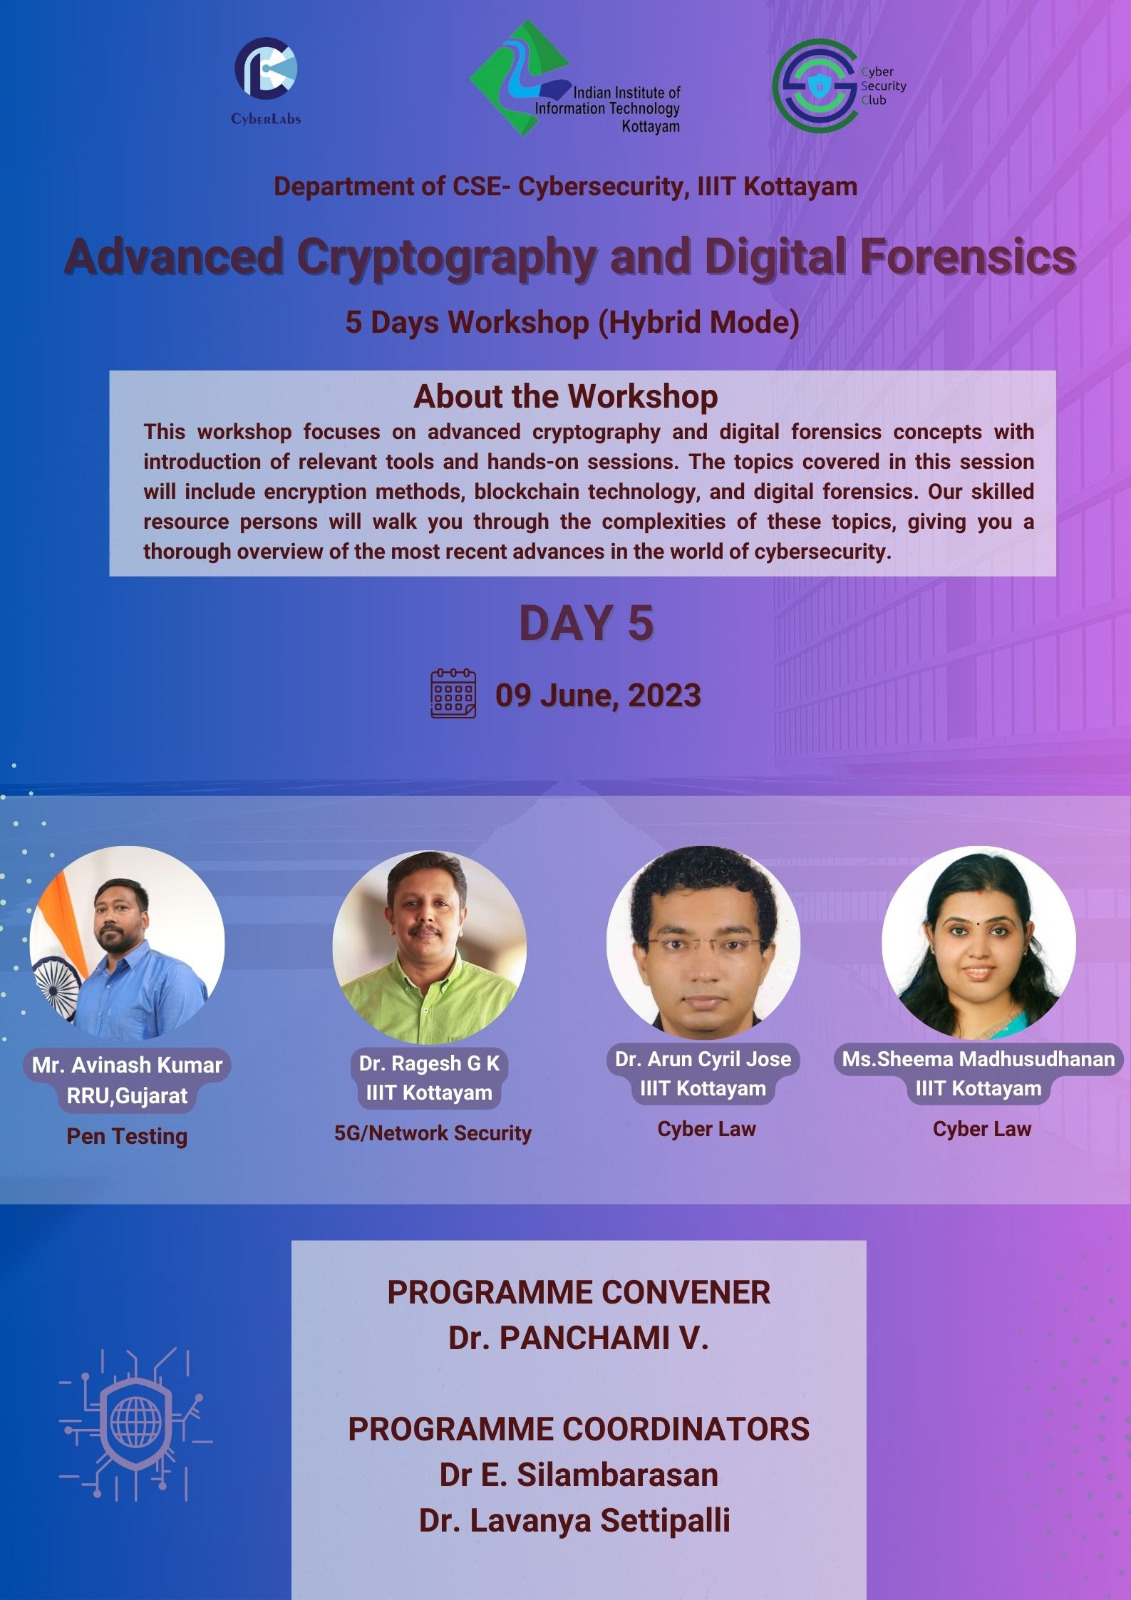 CYBERLABS
Indian Institute of
Information Technology
Kottayam
Cyber
Security
Club
Department of CSE- Cybersecurity, IIIT Kottayam
Advanced Cryptography and Digital Forensics
5 Days Workshop (Hybrid Mode)
About the Workshop
This workshop focuses on advanced cryptography and digital forensics concepts with
introduction of relevant tools and hands-on sessions. The topics covered in this session
will include encryption methods, blockchain technology, and digital forensics. Our skilled
resource persons will walk you through the complexities of these topics, giving you a
thorough overview of the most recent advances in the world of cybersecurity.
DAY 5
09 June, 2023
Mr. Avinash Kumar
RRU,Gujarat
Pen Testing
Dr. Ragesh G K
IIIT Kottayam
5G/Network Security
Dr. Arun Cyril Jose
IIIT Kottayam
Cyber Law
Ms.Sheema Madhusudhanan
IIIT Kottayam
Cyber Law
PROGRAMME CONVENER
Dr. PANCHAMI V.
PROGRAMME COORDINATORS
Dr E. Silambarasan
Dr. Lavanya Settipalli